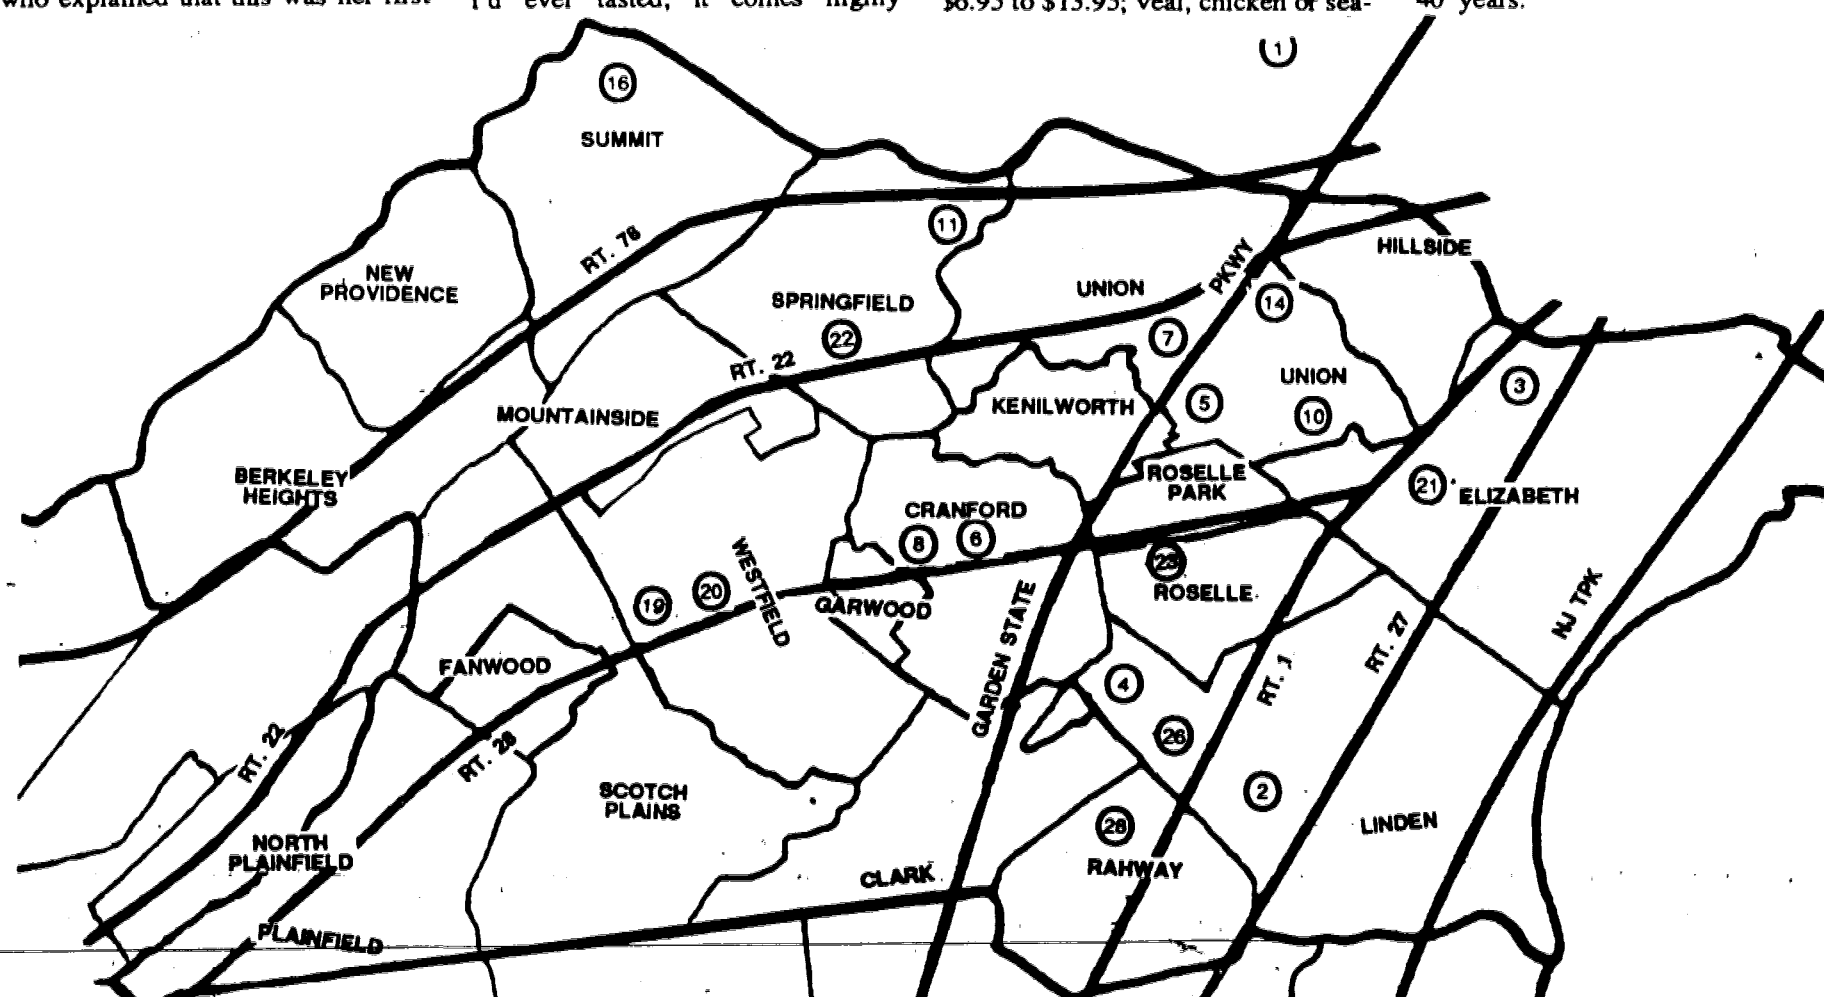 who explained that this was her first
I'd ever tasted, it comes highly
$6.95 to $13.95; veal, chicken or sea-
40 years.
1
16
SUMMIT
11
RT. 78
HILLSIDE
NEW
PROVIDENCE
SPRINGFIELD
UNION
PKWY
14
22
7
RT. 22
UNION
3
MOUNTAINSIDE
KENILWORTH
5
10
BERKELEY
HEIGHTS
ROSELLE
PARK
21
ELIZABETH
CRANFORD
8
6
WESTFIELD
23
ROSELLE
19
20
GARWOOD
GARDEN STATE
NJ TPK
RT. 27
FANWOOD
4
RT. 1
RT. 22
RT. 28
26
SCOTCH
PLAINS
2
28
LINDEN
NORTH
PLAINFIELD
RAHWAY
CLARK
PLAINFIELD